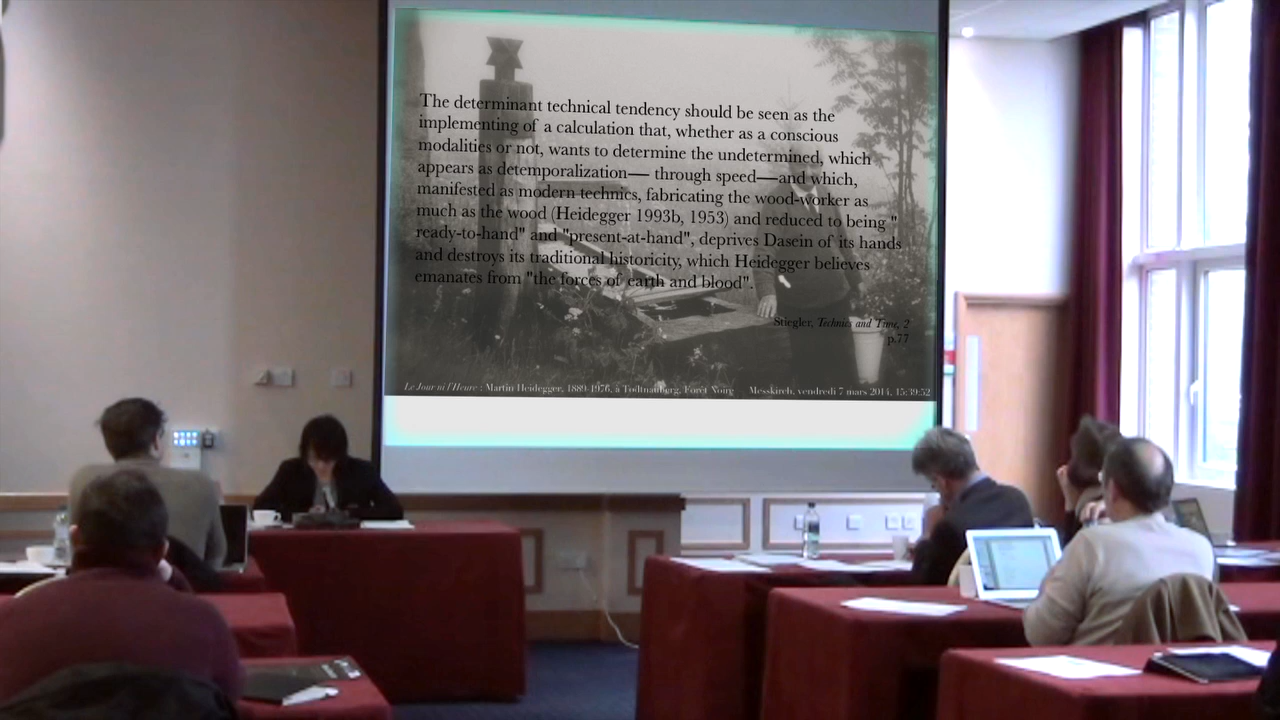 The determinant technical tendency should be seen as the
implementing of a calculation that, whether as a conscious
modalities or not, wants to determine the undetermined, which
appears as detemporalization— through speed—and which,
manifested as modern technics, fabricating the wood-worker as
much as the wood (Heidegger 1993b, 1953) and reduced to being "
ready-to-hand" and "present-at-hand", deprives Dasein of its hands
and destroys its traditional historicity, which Heidegger believes
emanates from "the forces of earth and blood".
Stiegler, Technics and Time, 2
p.77
Le Jour ni l'Heure : Martin Heidegger, 1889-1976, à Todtnauberg, Forêt Noire Messkirch, vendredi 7 mars 2014, 15:39:52